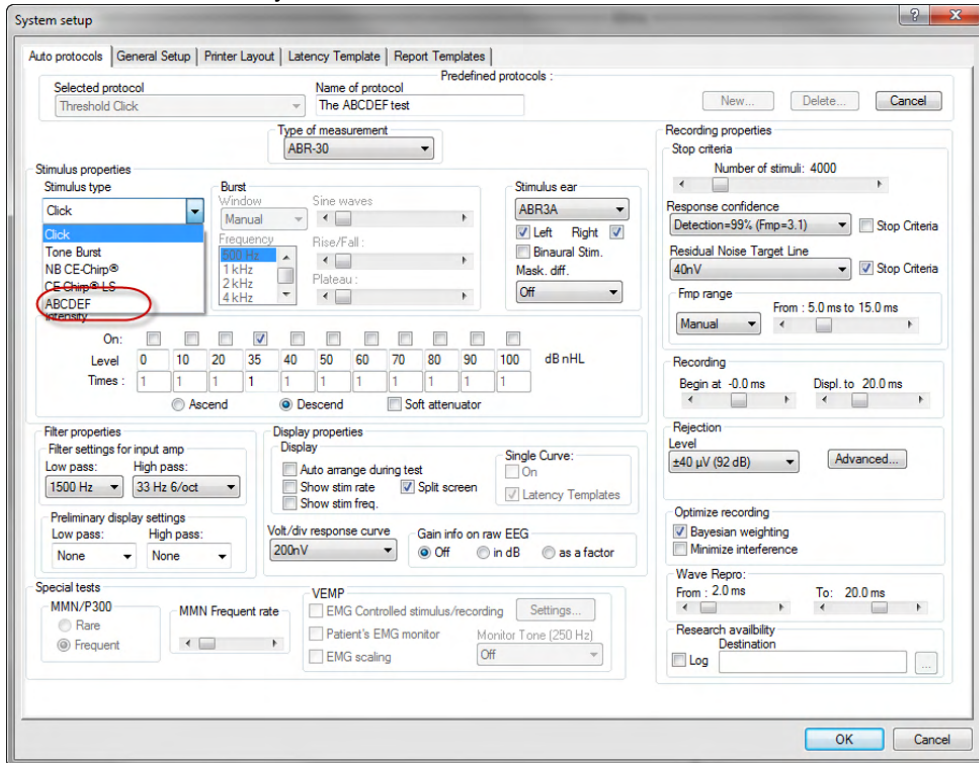 System setup
Auto protocols General Setup Printer Layout Latency Template Report Templates
Predefined protocols :
Selected protocol Name of protocol
Threshold Click The ABCDEF test New... Delete... Cancel
Type of measurement
ABR-30
Stimulus properties
Stimulus type
Click
Click
Tone Burst
NB CE-Chirp®
CE-Chirp® LS
ABCDEF
Burst
Window Sine waves
Manual
Frequency Rise/Fall :
500 Hz
1 kHz
2 kHz Plateau :
4 kHz
Stimulus ear
ABR3A
Left Right
Binaural Stim.
Mask. diff.
Off
Intensity
On:
Level 0 10 20 35 40 50 60 70 80 90 100 dB nHL
Times : 1 1 1 1 1 1 1 1 1 1 1
Ascend Descend Soft attenuator
Filter properties
Filter settings for input amp
Low pass: High pass:
1500 Hz 33 Hz 6/oct
Preliminary display settings
Low pass: High pass:
None None
Display properties
Display
Auto arrange during test
Show stim rate Split screen
Show stim freq.
Single Curve:
On
Latency Templates
Volt/div response curve
200nV
Gain info on raw EEG
Off in dB as a factor
Special tests
MMN/P300
Rare
Frequent
MMN Frequent rate
VEMP
EMG Controlled stimulus/recording Settings...
Patient's EMG monitor Monitor Tone (250 Hz)
EMG scaling Off
Recording properties
Stop criteria
Number of stimuli: 4000
Response confidence
Detection=99% (Fmp=3.1) Stop Criteria
Residual Noise Target Line
40nV Stop Criteria
Fmp range
From : 5.0 ms to 15.0 ms
Manual
Recording
Begin at -0.0 ms Displ. to 20.0 ms
Rejection
Level
±40 µV (92 dB) Advanced...
Optimize recording
Bayesian weighting
Minimize interference
Wave Repro:
From : 2.0 ms To: 20.0 ms
Research availbility
Destination
Log ...
OK Cancel